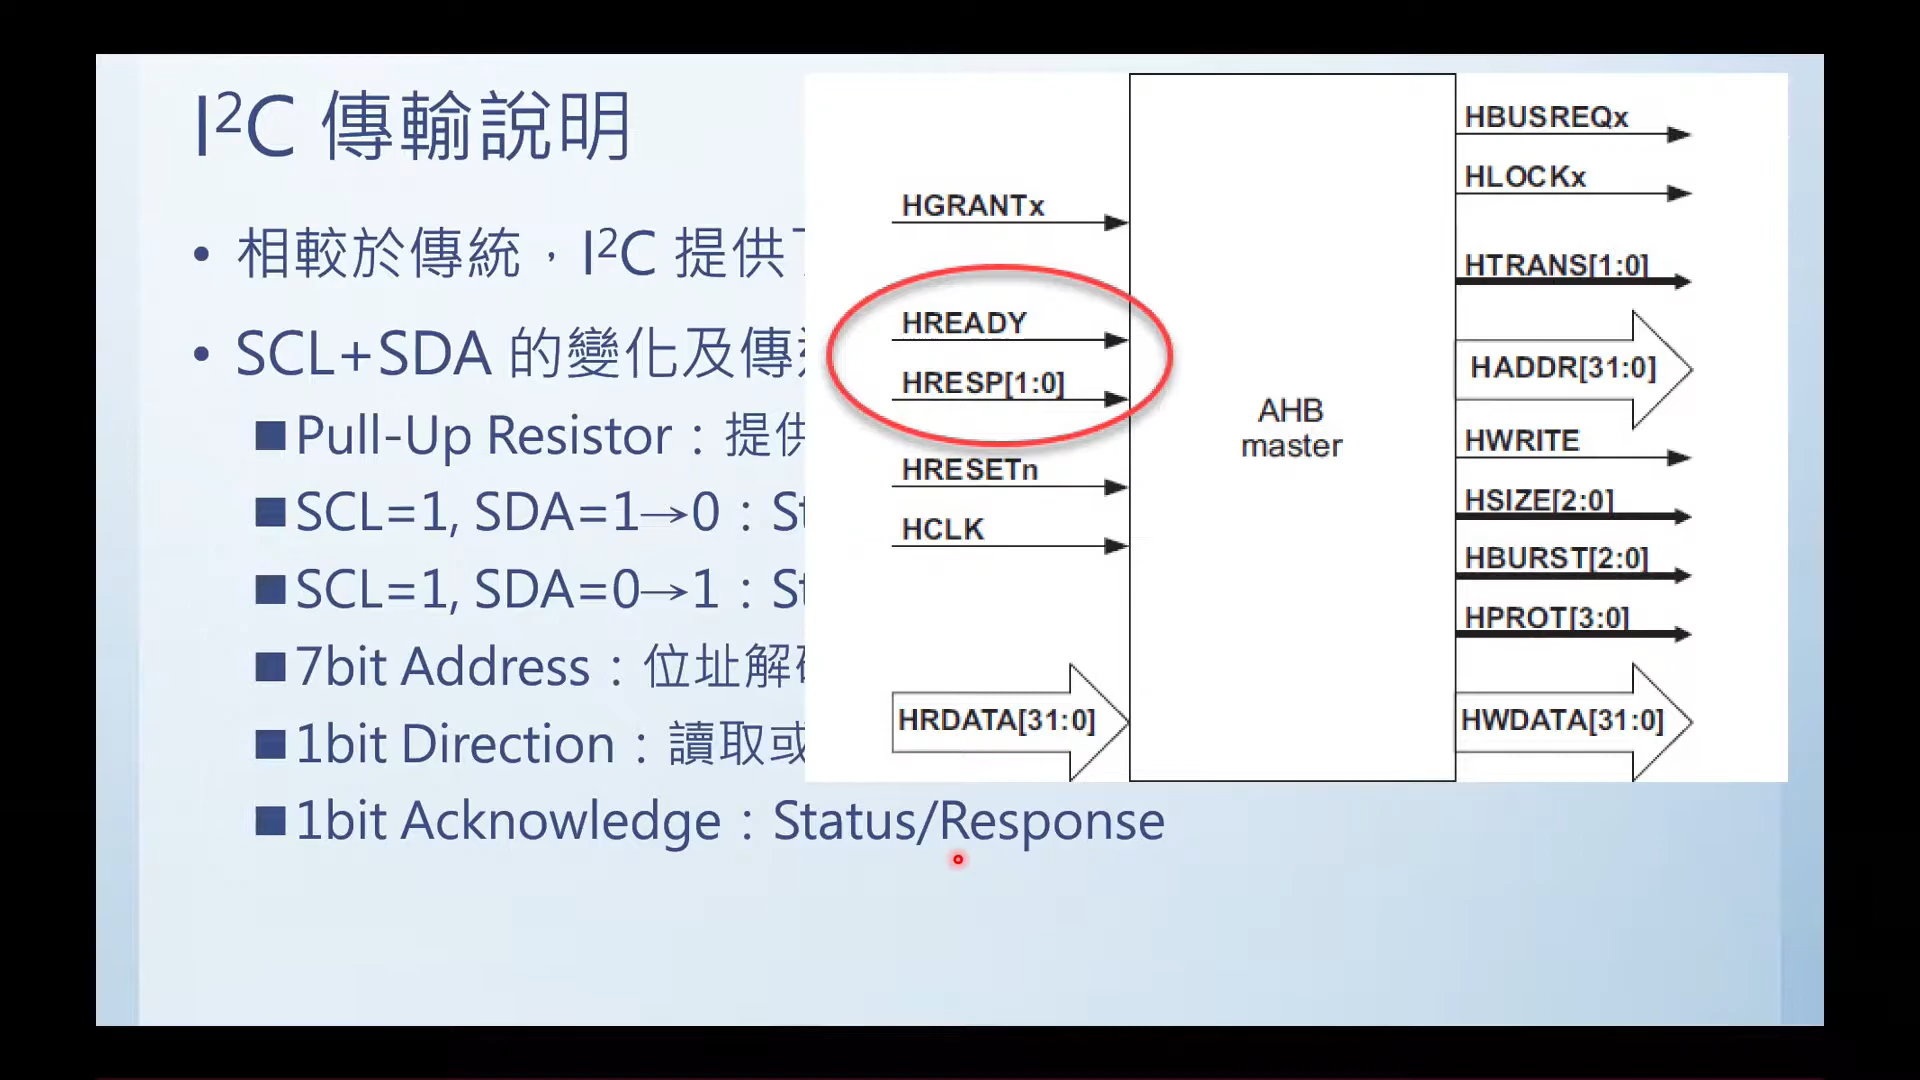 I²C 傳輸說明
• 相較於傳統，I²C 提供
• SCL+SDA 的變化及傳
■ Pull-Up Resistor：提供
■ SCL=1, SDA=1→0：St
■ SCL=1, SDA=0→1：St
■ 7bit Address：位址解
■ 1bit Direction：讀取或
■ 1bit Acknowledge：Status/Response
HGRANTx
HREADY
HRESP[1:0]
HRESETn
HCLK
HRDATA[31:0]
AHB
master
HBUSREQx
HLOCKx
HTRANS[1:0]
HADDR[31:0]
HWRITE
HSIZE[2:0]
HBURST[2:0]
HPROT[3:0]
HWDATA[31:0]